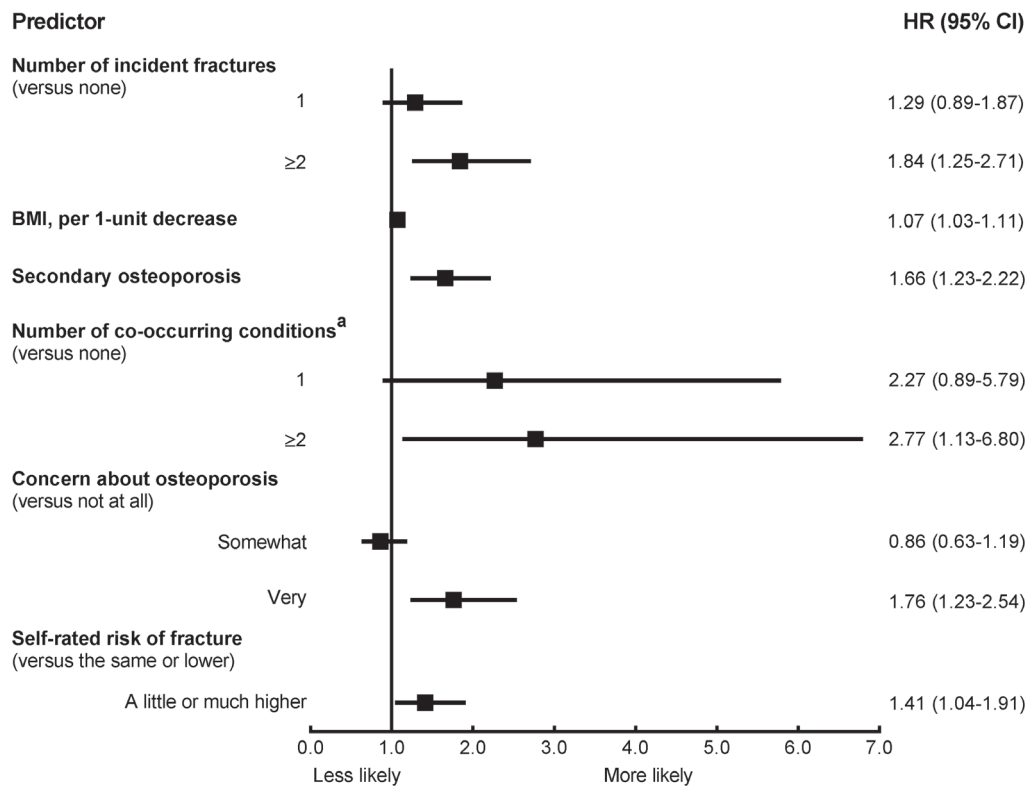 Predictor HR (95% CI)
Number of incident fractures
(versus none)
1 1.29 (0.89-1.87)
≥2 1.84 (1.25-2.71)
BMI, per 1-unit decrease 1.07 (1.03-1.11)
Secondary osteoporosis 1.66 (1.23-2.22)
Number of co-occurring conditionsᵃ
(versus none)
1 2.27 (0.89-5.79)
≥2 2.77 (1.13-6.80)
Concern about osteoporosis
(versus not at all)
Somewhat 0.86 (0.63-1.19)
Very 1.76 (1.23-2.54)
Self-rated risk of fracture
(versus the same or lower)
A little or much higher 1.41 (1.04-1.91)
0.0 1.0 2.0 3.0 4.0 5.0 6.0 7.0
Less likely More likely